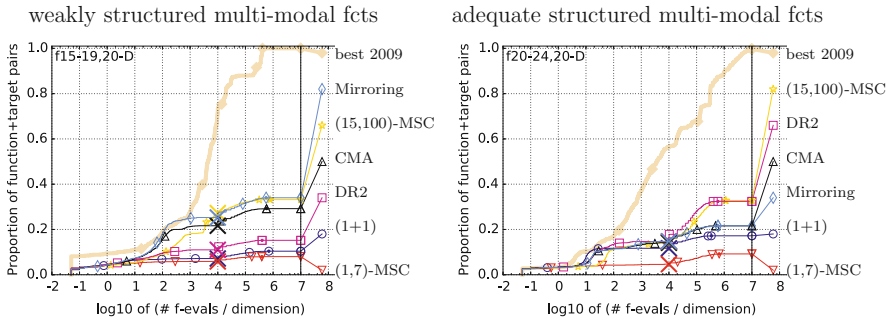 weakly structured multi-modal fcts
f15-19,20-D
Proportion of function+target pairs
1.0
0.8
0.6
0.4
0.2
0.0
-2 -1 0 1 2 3 4 5 6 7 8
log10 of (# f-evals / dimension)
best 2009
Mirroring
(15,100)-MSC
CMA
DR2
(1+1)
(1,7)-MSC
adequate structured multi-modal fcts
f20-24,20-D
Proportion of function+target pairs
1.0
0.8
0.6
0.4
0.2
0.0
-2 -1 0 1 2 3 4 5 6 7 8
log10 of (# f-evals / dimension)
best 2009
(15,100)-MSC
DR2
CMA
Mirroring
(1+1)
(1,7)-MSC